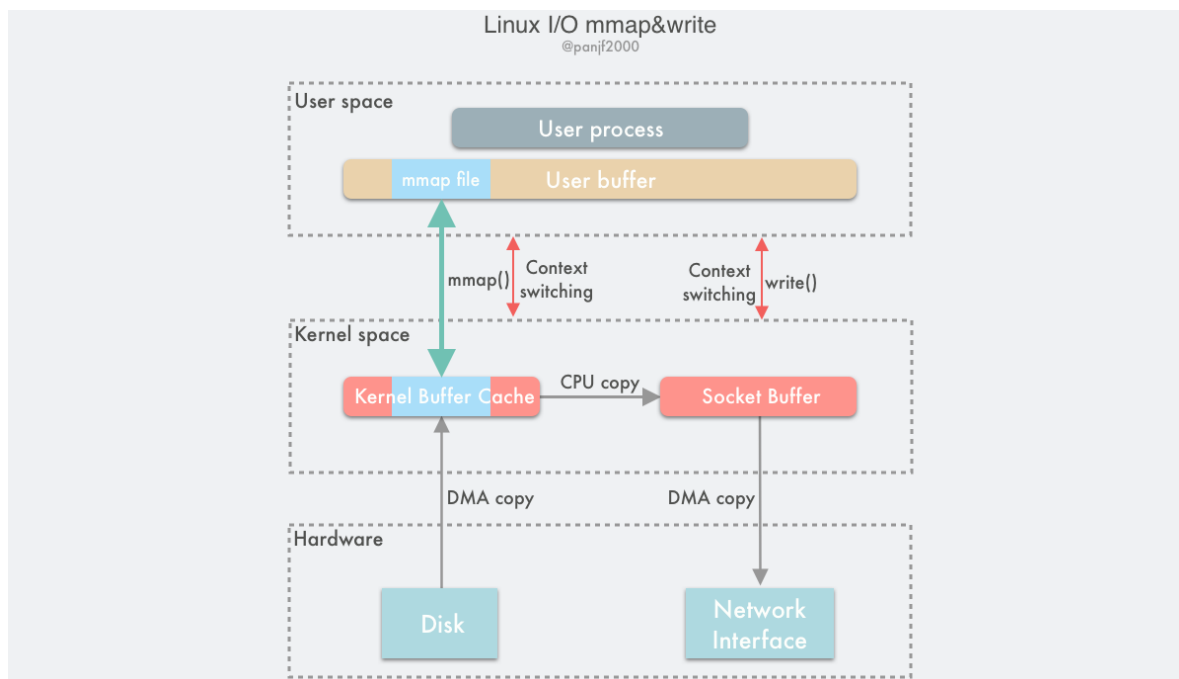 Linux I/O mmap&write
@panjf2000
User space
User process
mmap file
User buffer
mmap()
Context
switching
Context
switching
write()
Kernel space
Kernel Buffer Cache
CPU copy
Socket Buffer
DMA copy
DMA copy
Hardware
Disk
Network
Interface